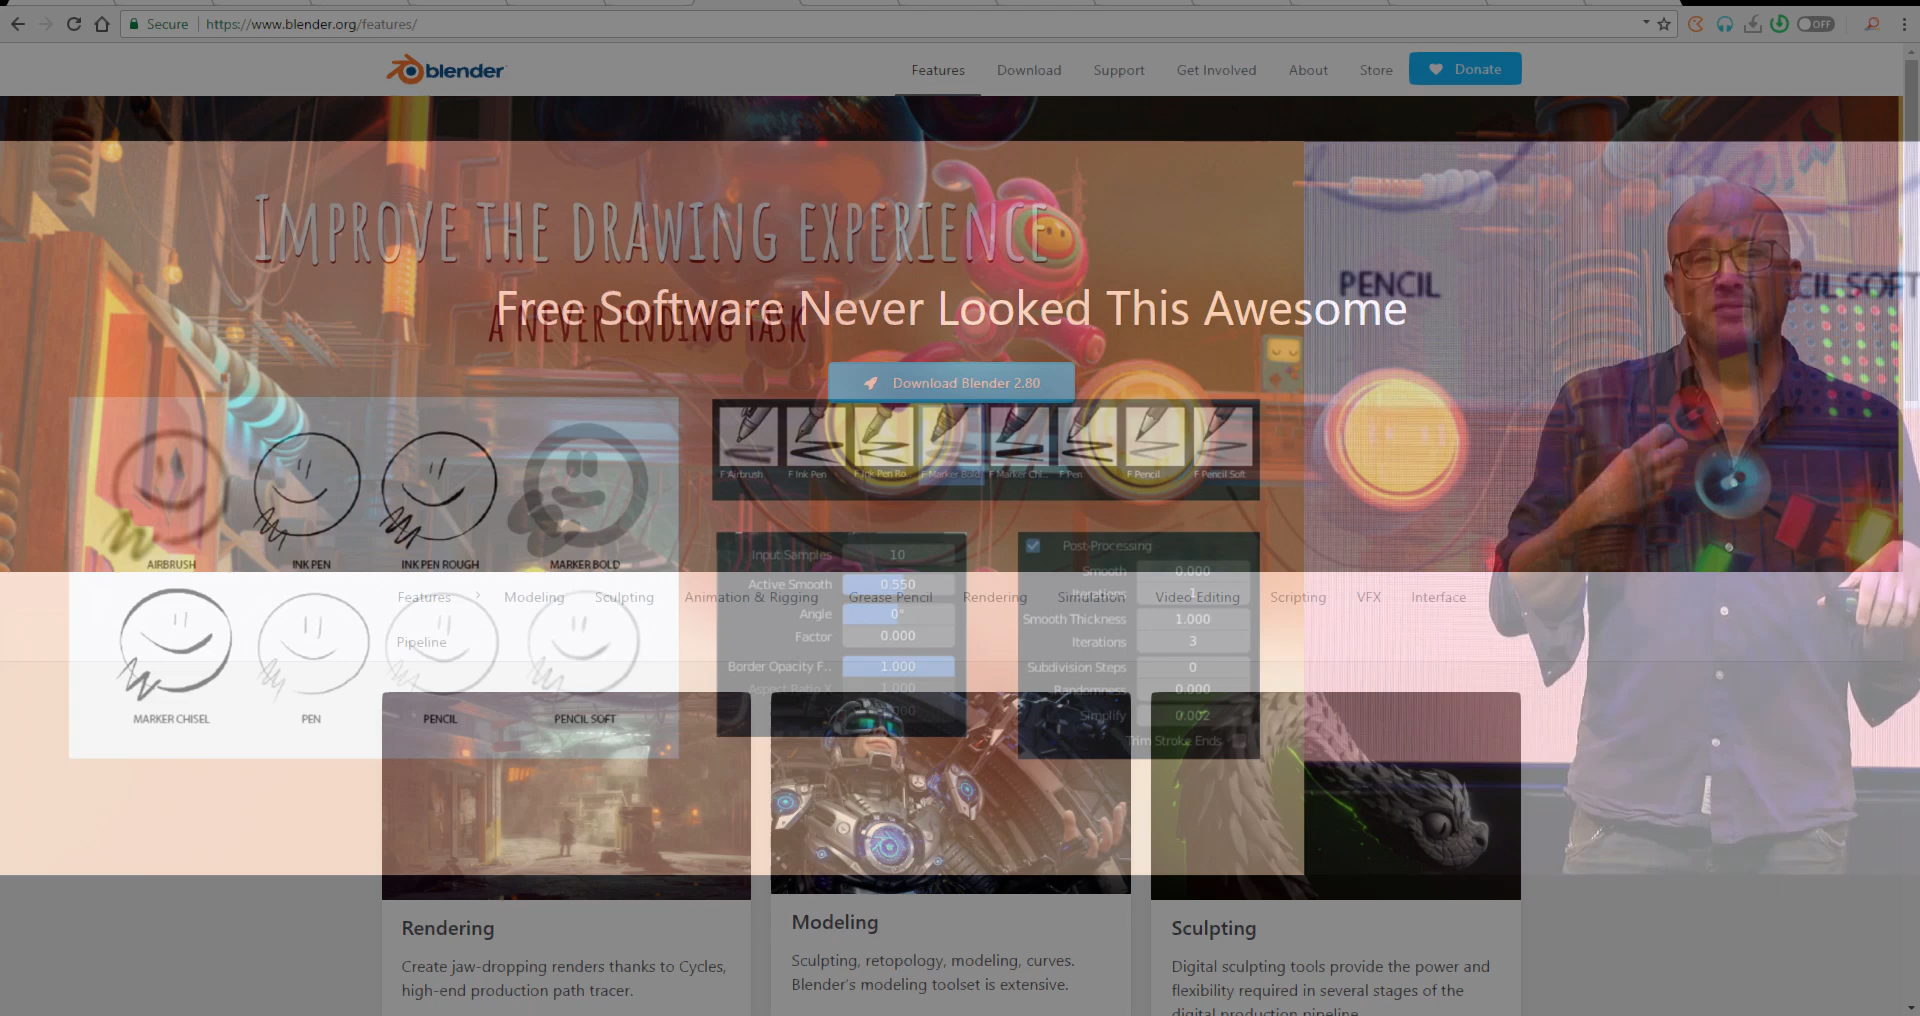 Secure https://www.blender.org/features/
OFF
blender
Features Download Support Get Involved About Store Donate
IMPROVE THE DRAWING EXPERIENCE
A NEVER ENDING TASK
Free Software Never Looked This Awesome
PENCIL
CIL SOFT
Download Blender 2.80
F Airbrush F Ink Pen F Ink Pen Ro F Marker Bold F Marker Chi.. F Pen F Pencil F Pencil Soft
AIRBRUSH INK PEN INK PEN ROUGH MARKER BOLD
MARKER CHISEL PEN PENCIL PENCIL SOFT
Input Samples 10
Active Smooth 0.550
Angle 0°
Factor 0.000
Border Opacity F.. 1.000
Aspect Ratio X 1.000
Post-Processing
Smooth 0.000
Iterations 1
Smooth Thickness 1.000
Iterations 3
Subdivision Steps 0
Randomness 0.000
Simplify 0.002
Trim Stroke Ends
Features Modeling Sculpting Animation & Rigging Grease Pencil Rendering Simulation Video Editing Scripting VFX Interface
Pipeline
Rendering
Create jaw-dropping renders thanks to Cycles,
high-end production path tracer.
Modeling
Sculpting, retopology, modeling, curves.
Blender's modeling toolset is extensive.
Sculpting
Digital sculpting tools provide the power and
flexibility required in several stages of the
digital production pipeline